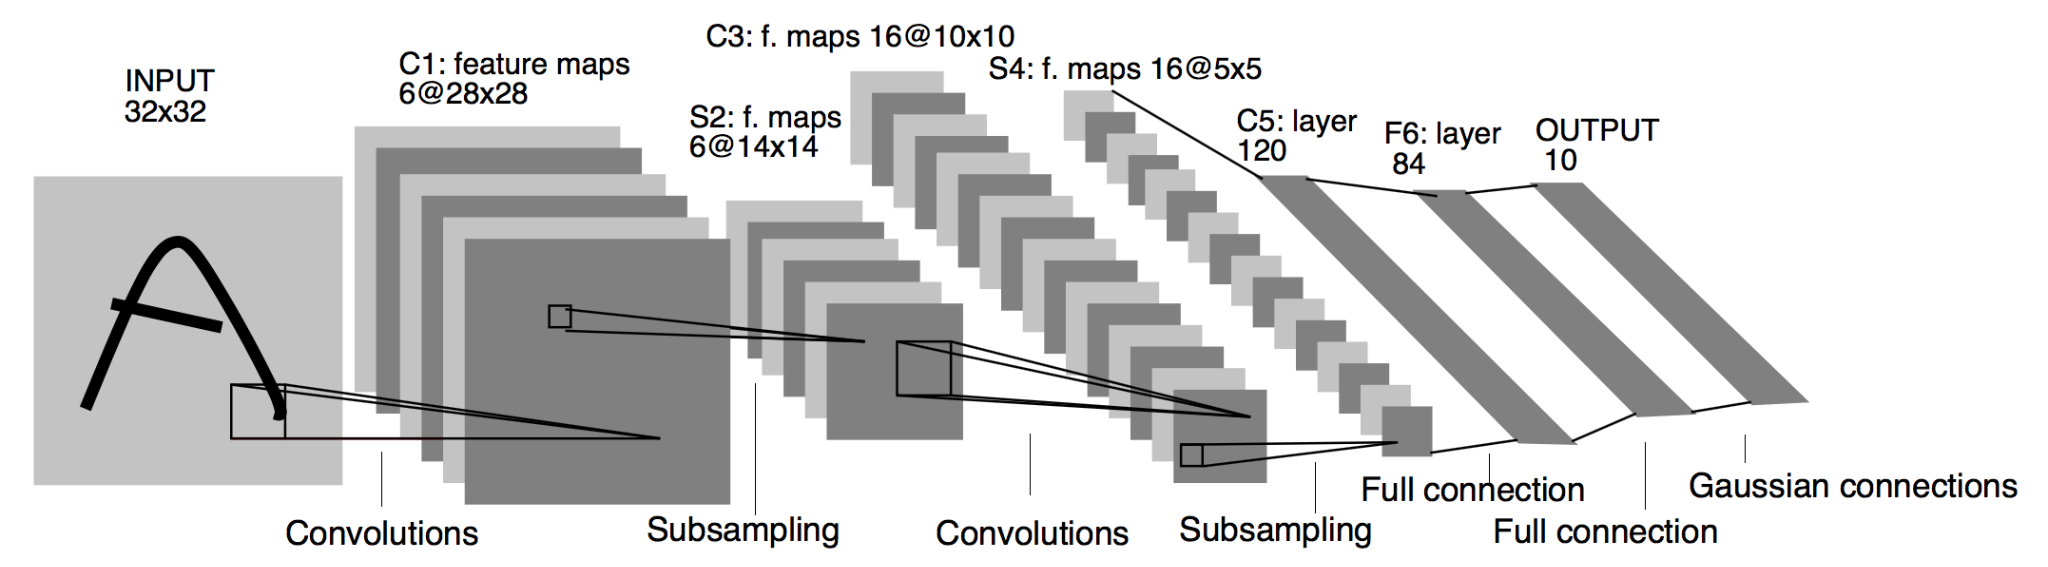 INPUT
32x32
C1: feature maps
6@28x28
S2: f. maps
6@14x14
C3: f. maps 16@10x10
S4: f. maps 16@5x5
C5: layer
120
F6: layer
84
OUTPUT
10
Convolutions
Subsampling
Convolutions
Subsampling
Full connection
Full connection
Gaussian connections